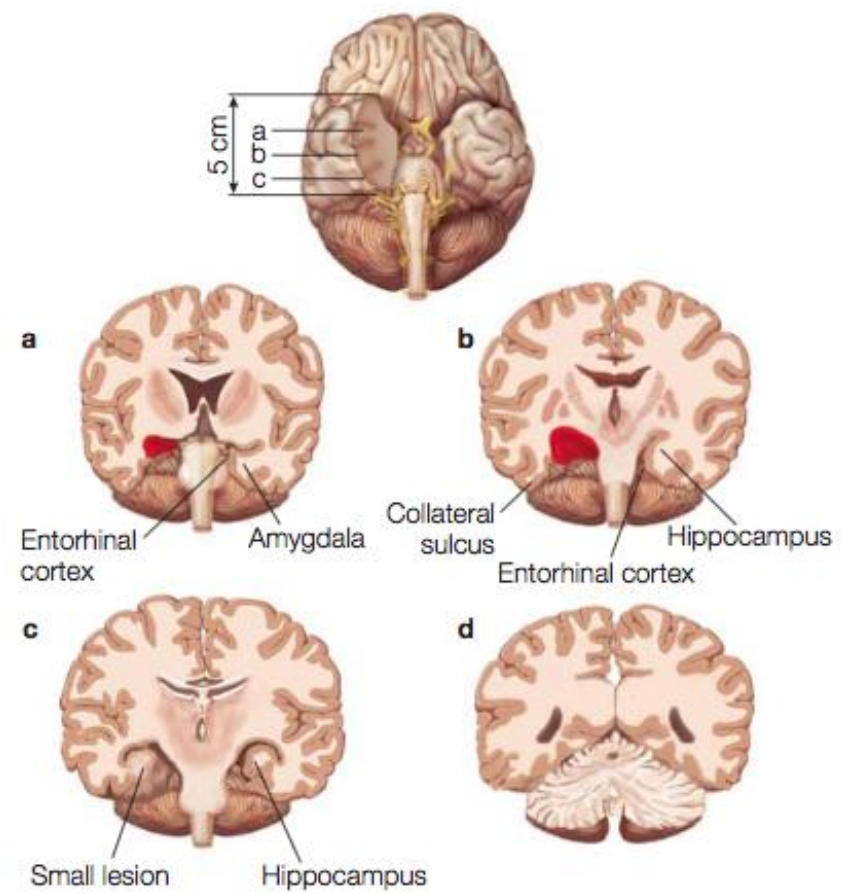 5 cm
a
b
c
a
b
Entorhinal
cortex
Amygdala
Collateral
sulcus
Entorhinal cortex
Hippocampus
c
d
Small lesion
Hippocampus